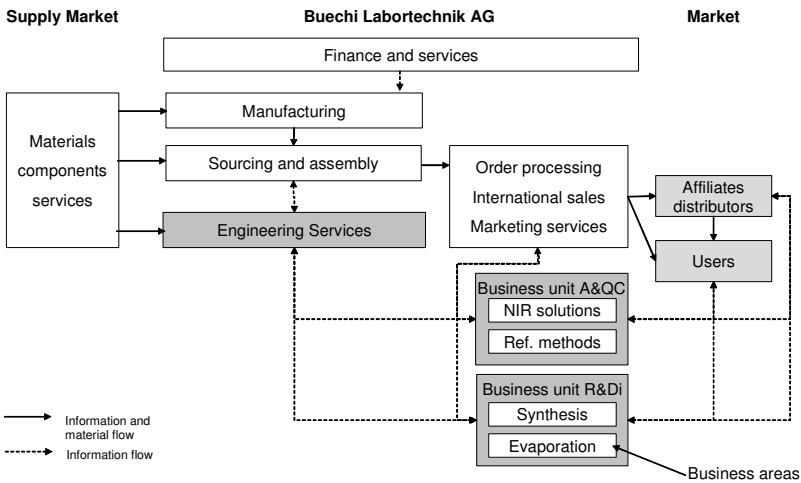 Supply Market
Buechi Labortechnik AG
Market
Finance and services
Manufacturing
Materials
components
services
Sourcing and assembly
Order processing
International sales
Marketing services
Affiliates
distributors
Engineering Services
Users
Business unit A&QC
NIR solutions
Ref. methods
Business unit R&Di
Synthesis
Evaporation
Information and
material flow
Information flow
Business areas